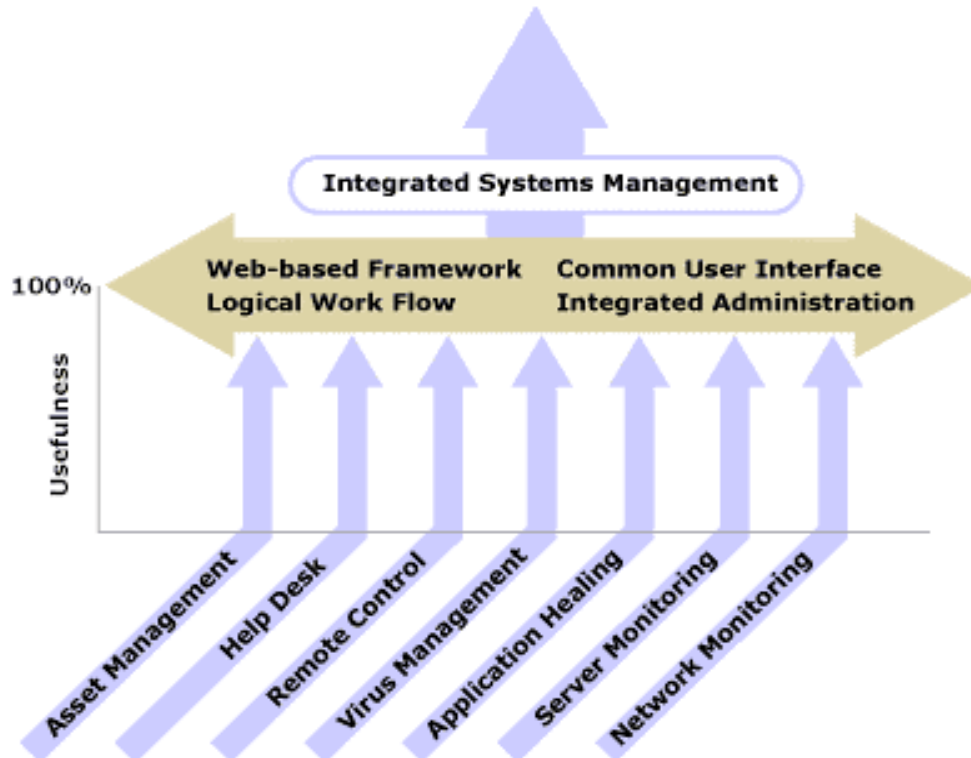 Integrated Systems Management
Web-based Framework
Logical Work Flow
Common User Interface
Integrated Administration
100%
Usefulness
Asset Management
Help Desk
Remote Control
Virus Management
Application Healing
Server Monitoring
Network Monitoring